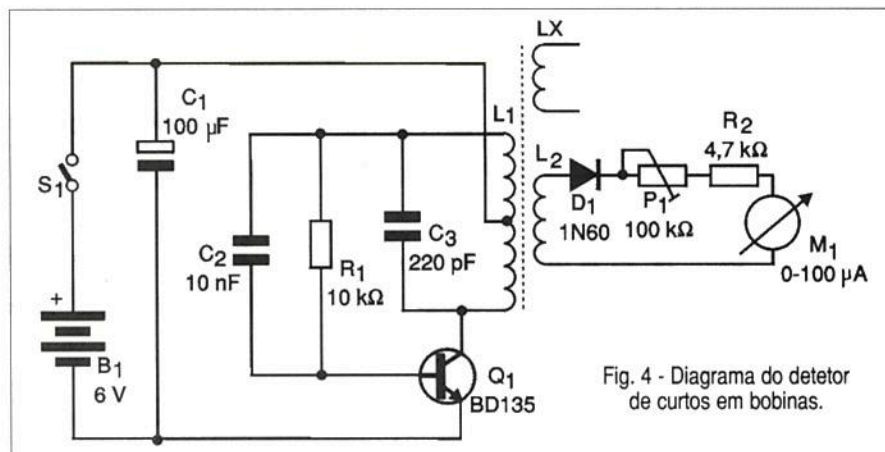 LX
C1
100 µF
L1
R2
4,7 kΩ
L2
S1
D1
1N60
P1
100 kΩ
C2
10 nF
R1
10 kΩ
C3
220 pF
M1
0-100 µA
+
B1
6 V
Q1
BD135
Fig. 4 - Diagrama do detetor
de curtos em bobinas.